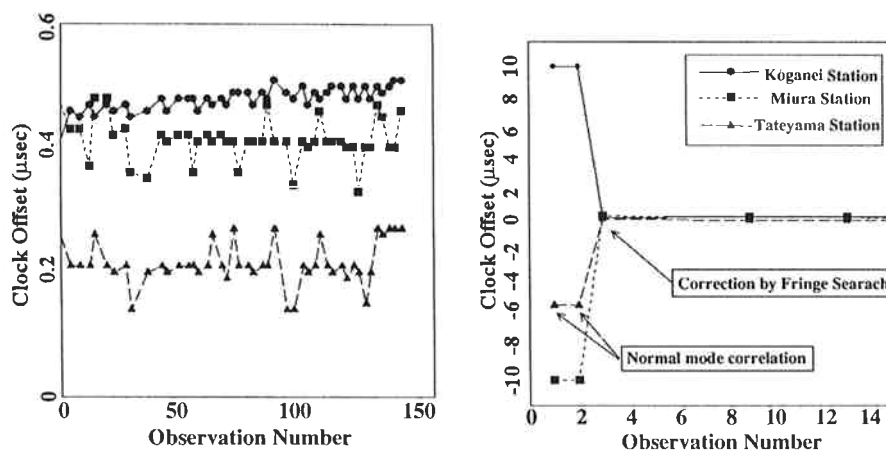 0.6
0.4
0.2
0
Clock Offset (μsec)
0 50 100 150
Observation Number
10
8
6
4
2
0
-2
-4
-6
-8
-10
Clock Offset (μsec)
Koganei Station
Miura Station
Tateyama Station
Correction by Fringe Searach
Normal mode correlation
0 2 4 6 8 10 12 14
Observation Number